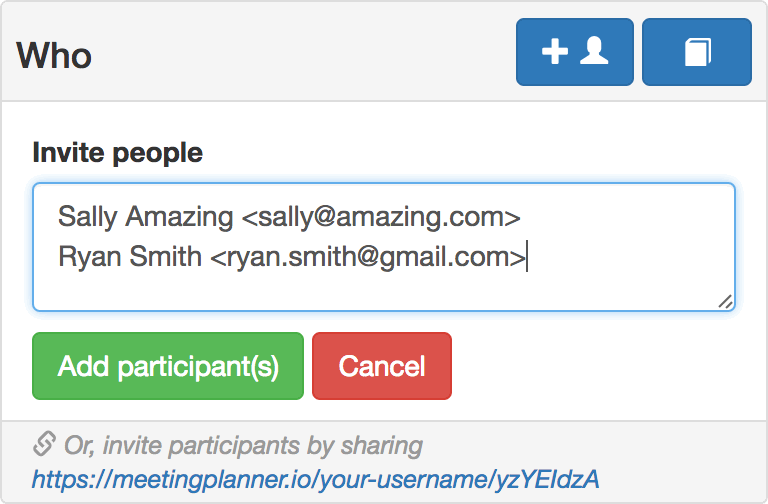 Who
Invite people
Sally Amazing <sally@amazing.com>
Ryan Smith <ryan.smith@gmail.com>
Add participant(s)
Cancel
Or, invite participants by sharing
https://meetingplanner.io/your-username/yzYEIdzA